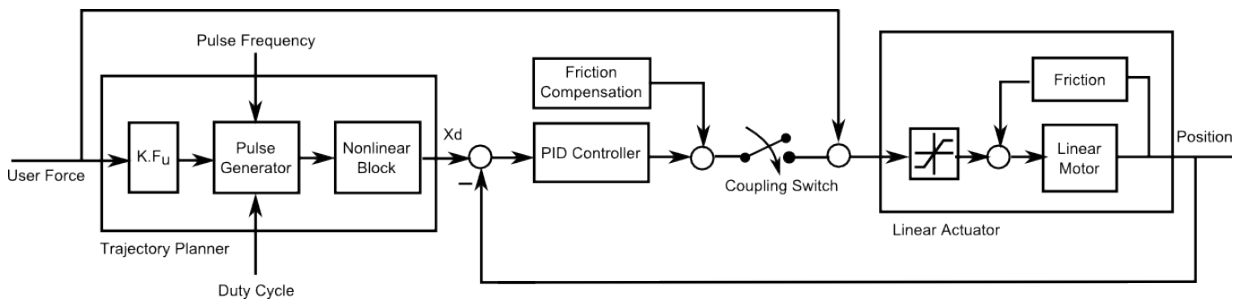 Pulse Frequency
Friction
Compensation
Friction
Xd
Position
K.Fu
Pulse
Generator
Nonlinear
Block
PID Controller
Linear
Motor
User Force
–
Coupling Switch
Trajectory Planner
Linear Actuator
Duty Cycle